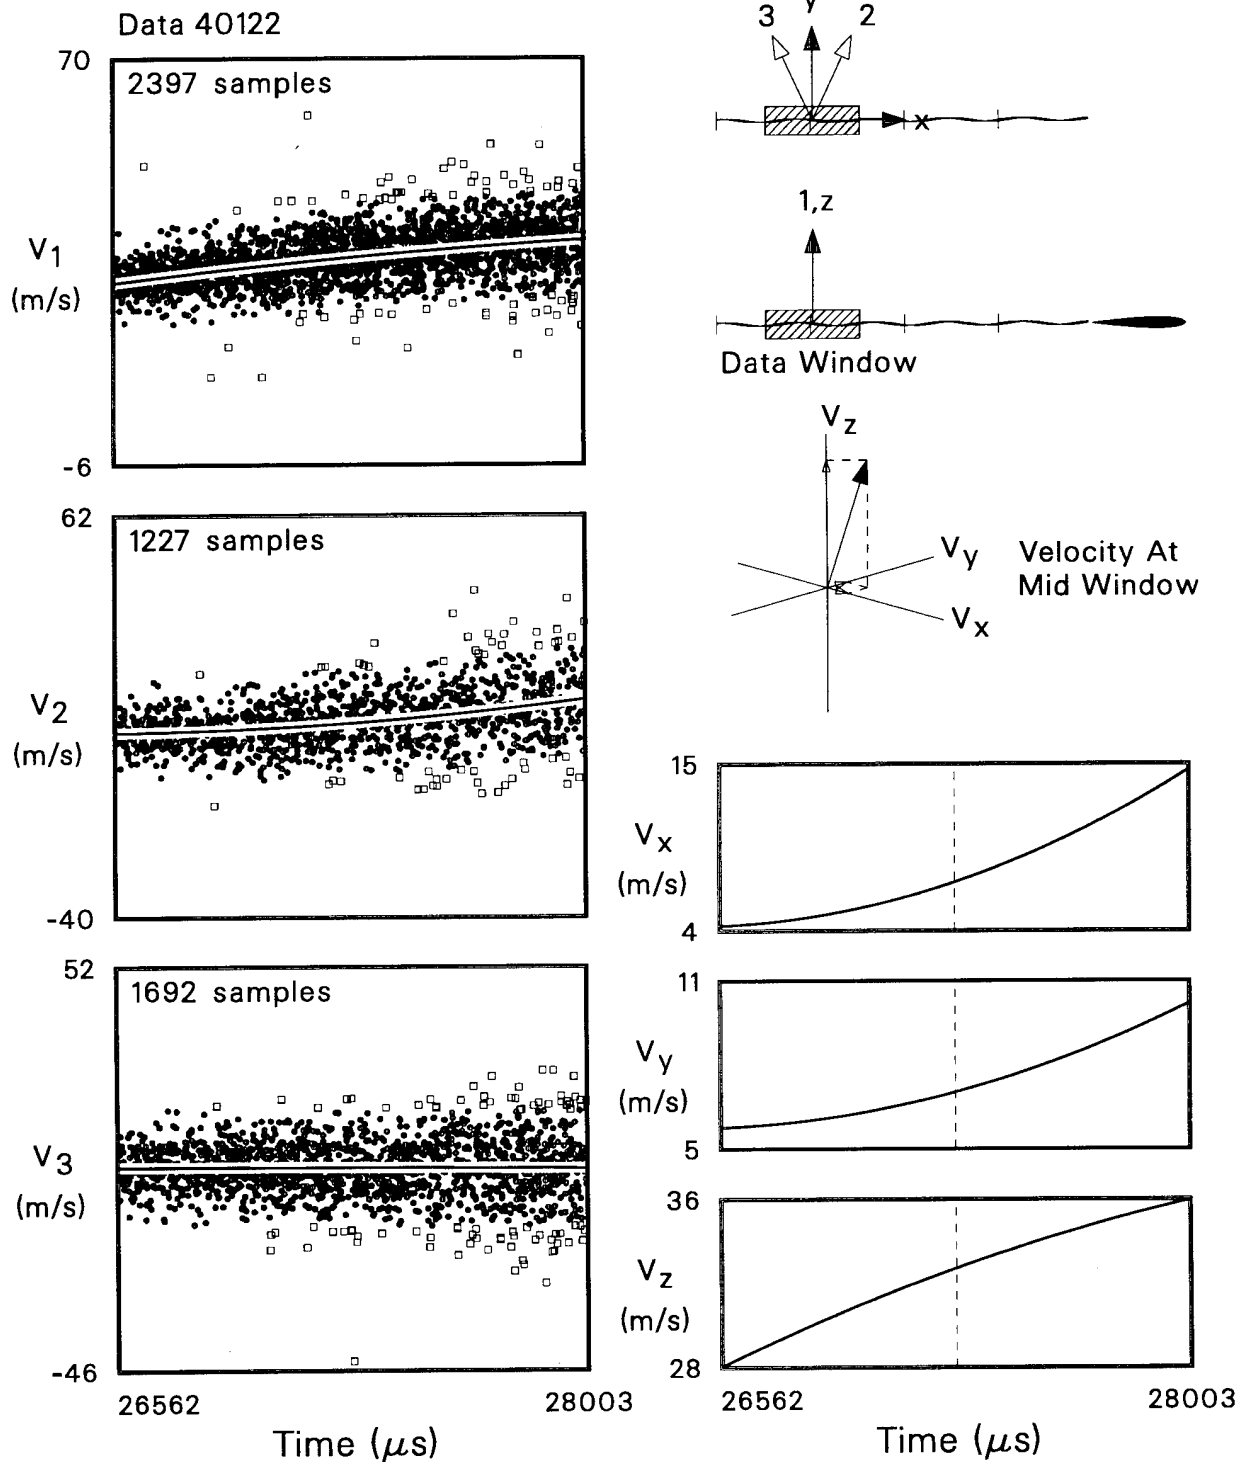 Data 40122
70
2397 samples
V1
(m/s)
-6
62
1227 samples
V2
(m/s)
-40
52
1692 samples
V3
(m/s)
-46
26562
28003
Time (μs)
3
y
2
x
1,z
Data Window
Vz
Vy
Vx
Velocity At
Mid Window
15
Vx
(m/s)
4
11
Vy
(m/s)
5
36
Vz
(m/s)
28
26562
28003
Time (μs)